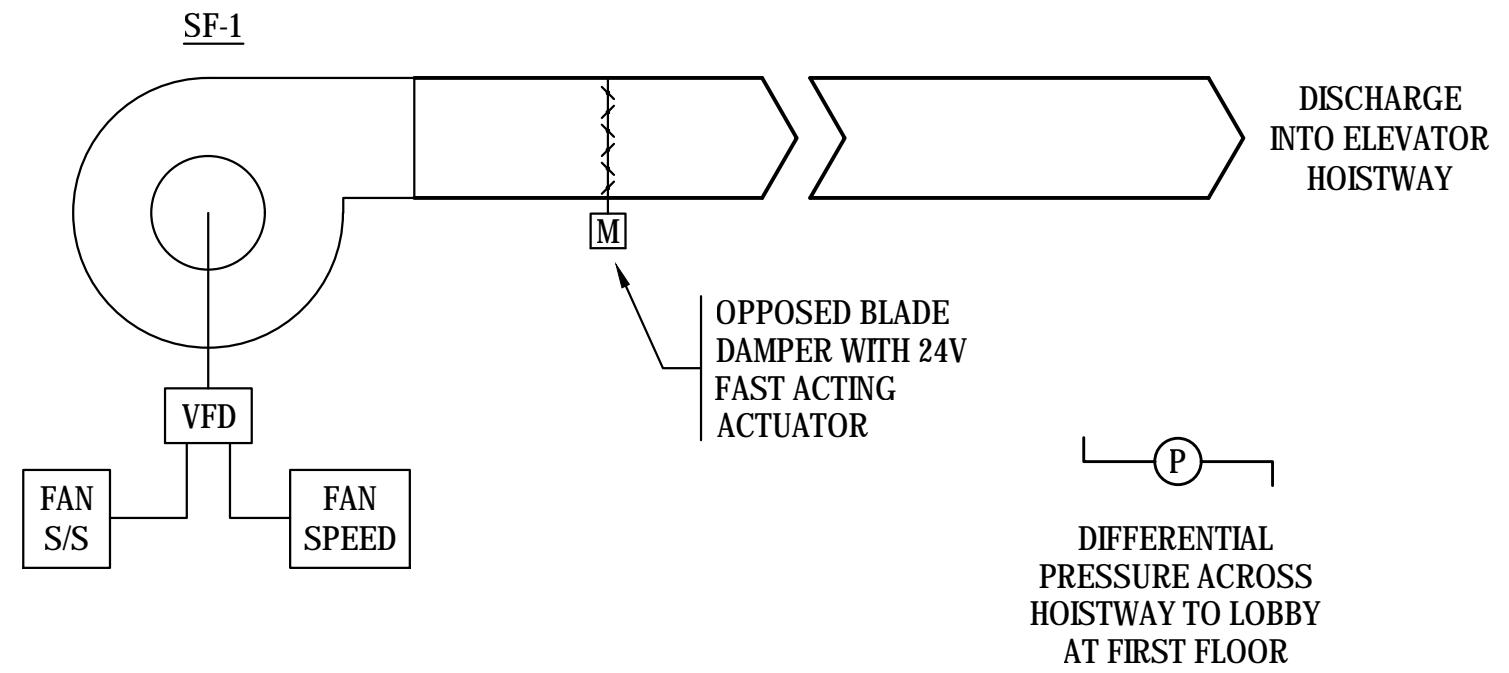 SF-1
DISCHARGE
INTO ELEVATOR
HOISTWAY
M
OPPOSED BLADE
DAMPER WITH 24V
FAST ACTING
ACTUATOR
VFD
FAN
S/S
FAN
SPEED
P
DIFFERENTIAL
PRESSURE ACROSS
HOISTWAY TO LOBBY
AT FIRST FLOOR